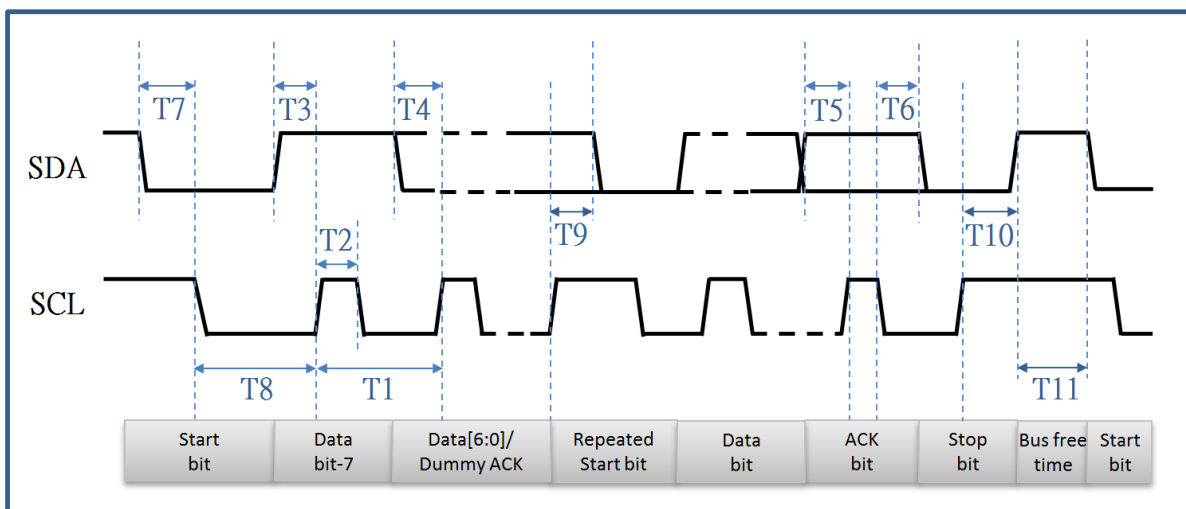 T7
T3
T4
T5
T6
SDA
T9
T10
T2
SCL
T8
T1
T11
Start
bit
Data
bit-7
Data[6:0]/
Dummy ACK
Repeated
Start bit
Data
bit
ACK
bit
Stop
bit
Bus free
time
Start
bit